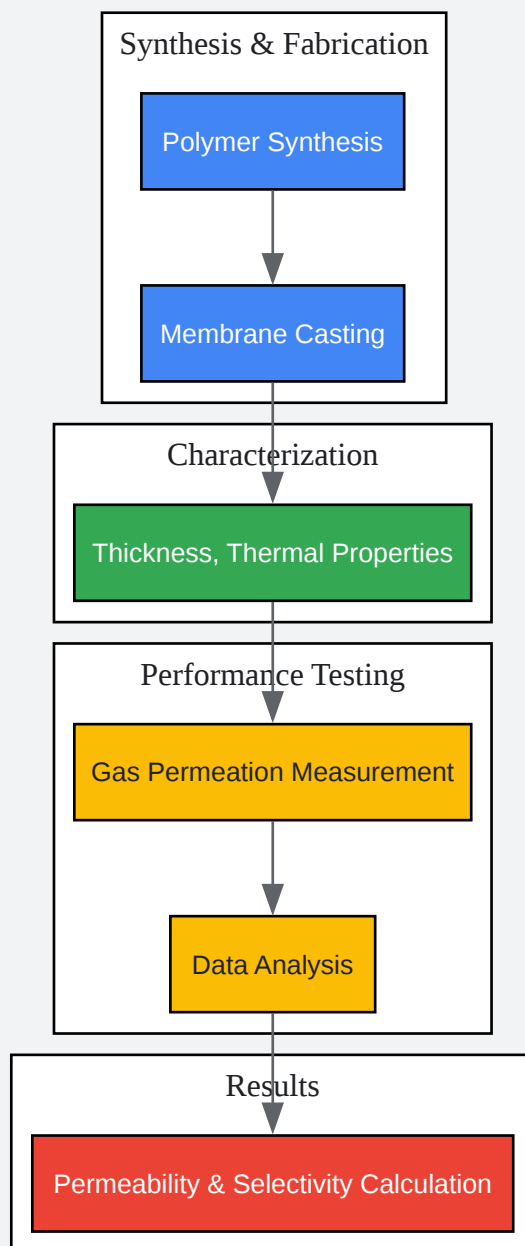 Synthesis & Fabrication
Polymer Synthesis
Membrane Casting
Characterization
Thickness, Thermal Properties
Performance Testing
Gas Permeation Measurement
Data Analysis
Results
Permeability & Selectivity Calculation